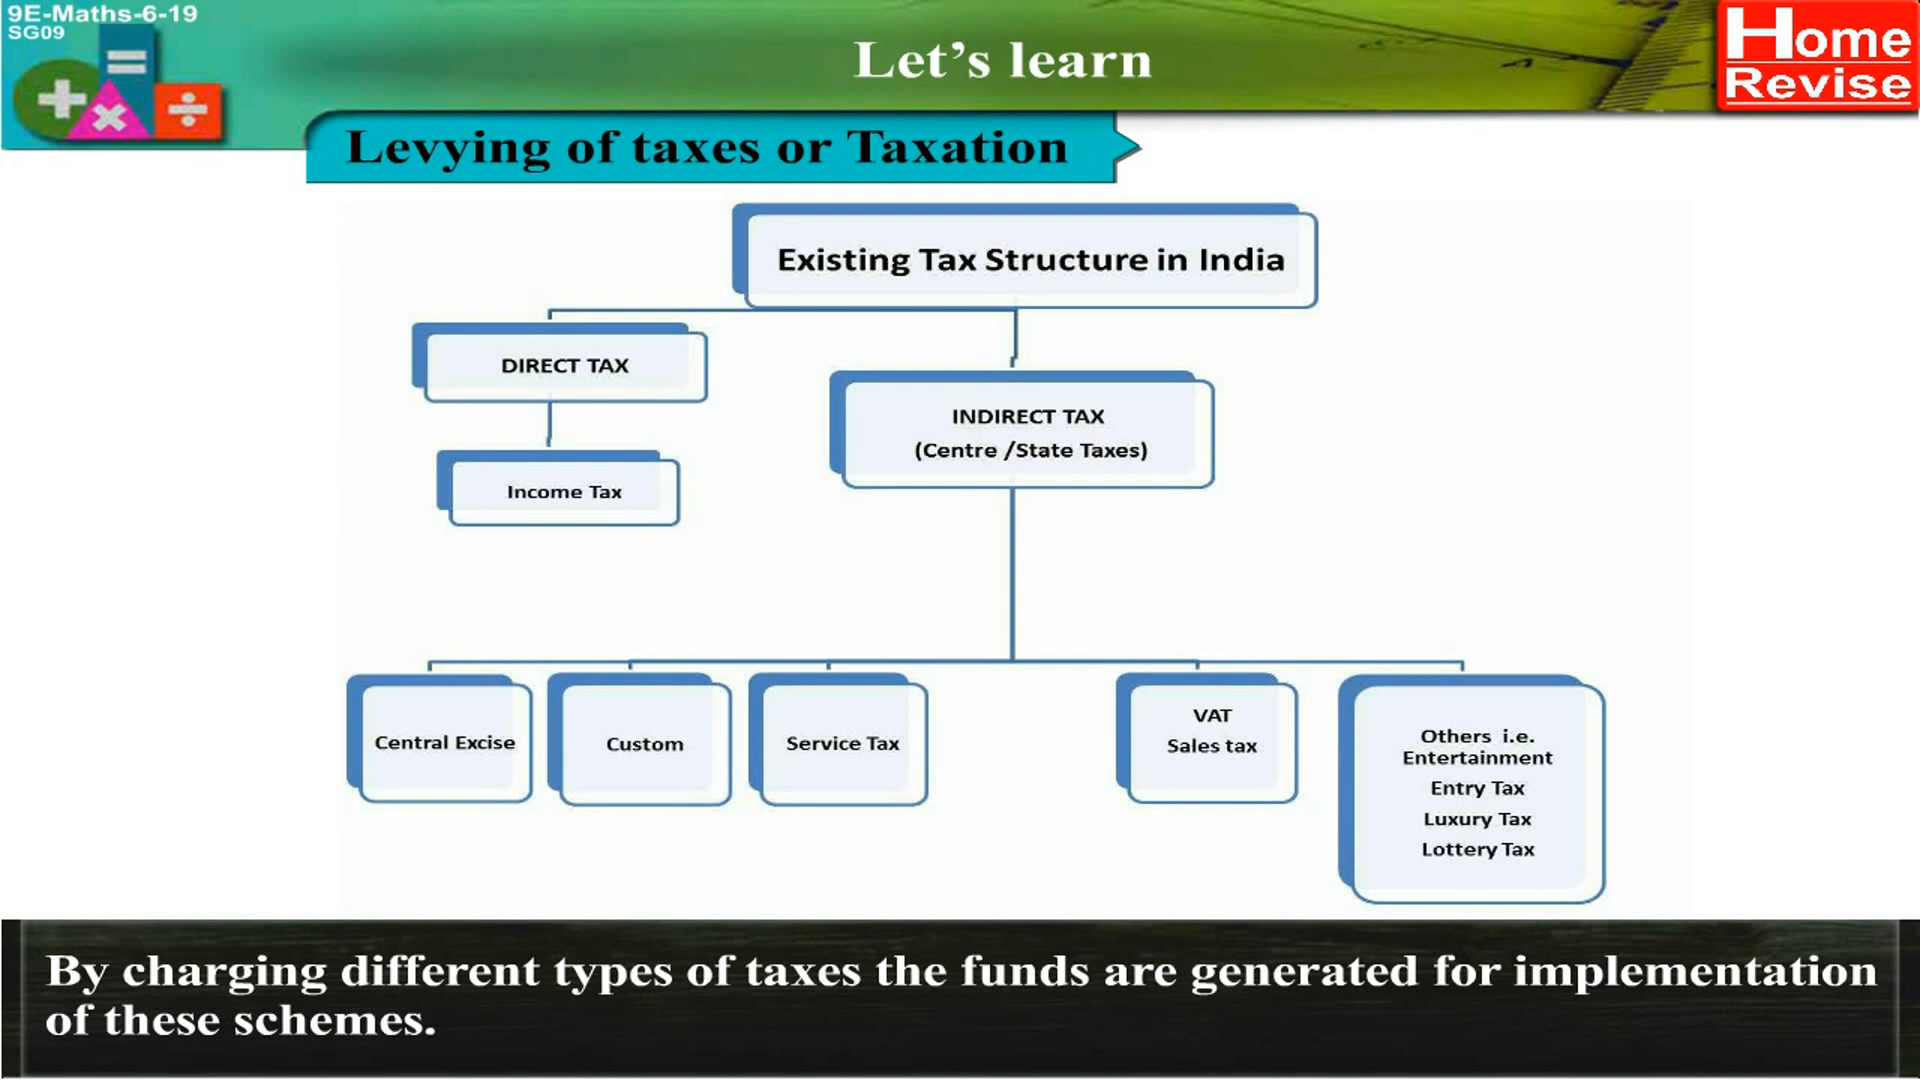 9E-Maths-6-19
SG09
Let's learn
Home
Revise
Levying of taxes or Taxation
Existing Tax Structure in India
DIRECT TAX
INDIRECT TAX
(Centre /State Taxes)
Income Tax
Central Excise
Custom
Service Tax
VAT
Sales tax
Others i.e.
Entertainment
Entry Tax
Luxury Tax
Lottery Tax
By charging different types of taxes the funds are generated for implementation
of these schemes.